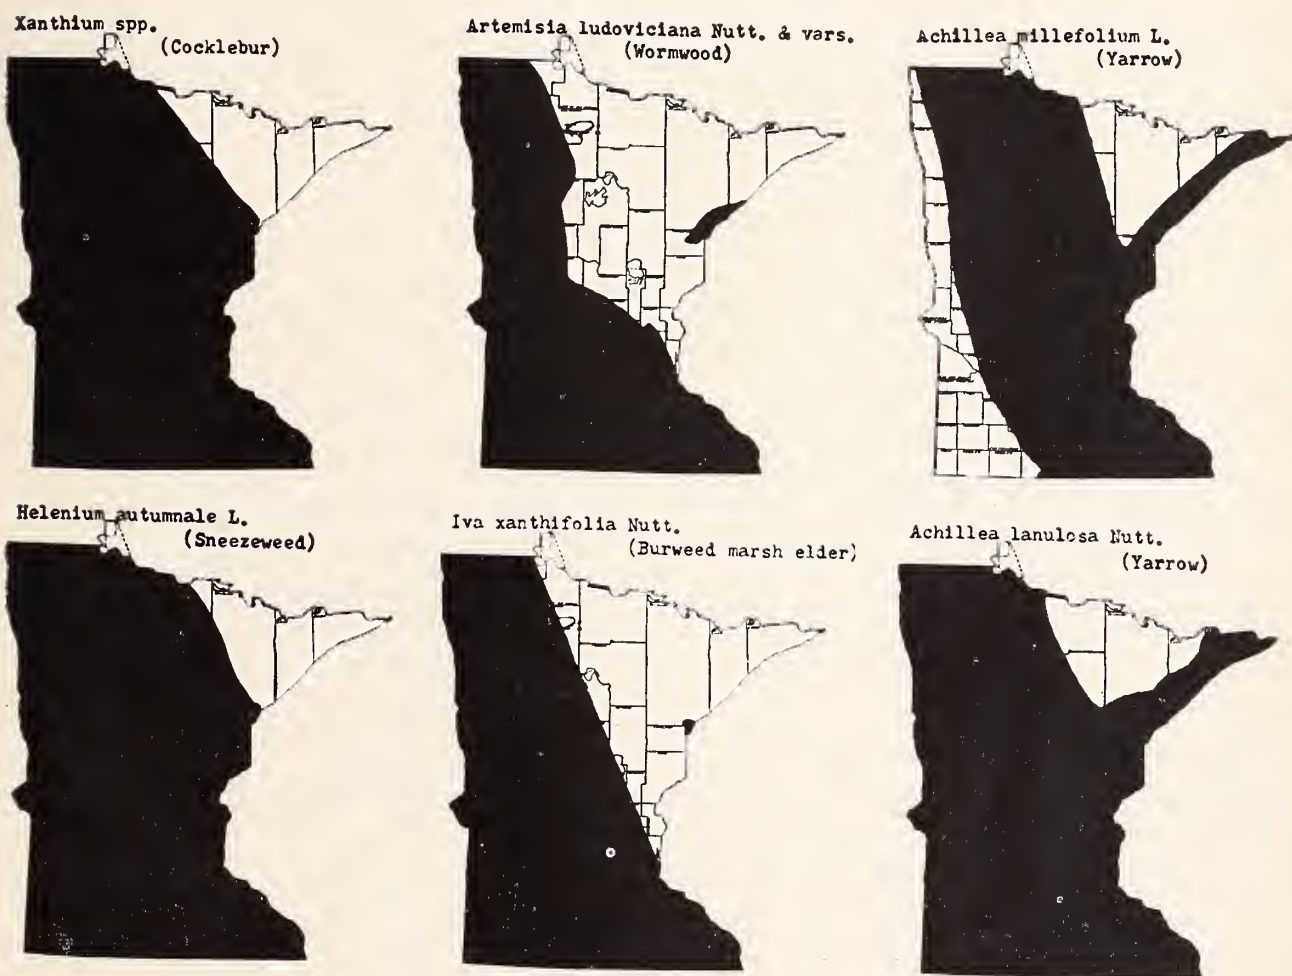 Xanthium spp.
(Cocklebur)
Artemisia ludoviciana Nutt. & vars.
(Wormwood)
Achillea millefolium L.
(Yarrow)
Helenium autumnale L.
(Sneezeweed)
Iva xanthifolia Nutt.
(Burweed marsh elder)
Achillea lanulosa Nutt.
(Yarrow)